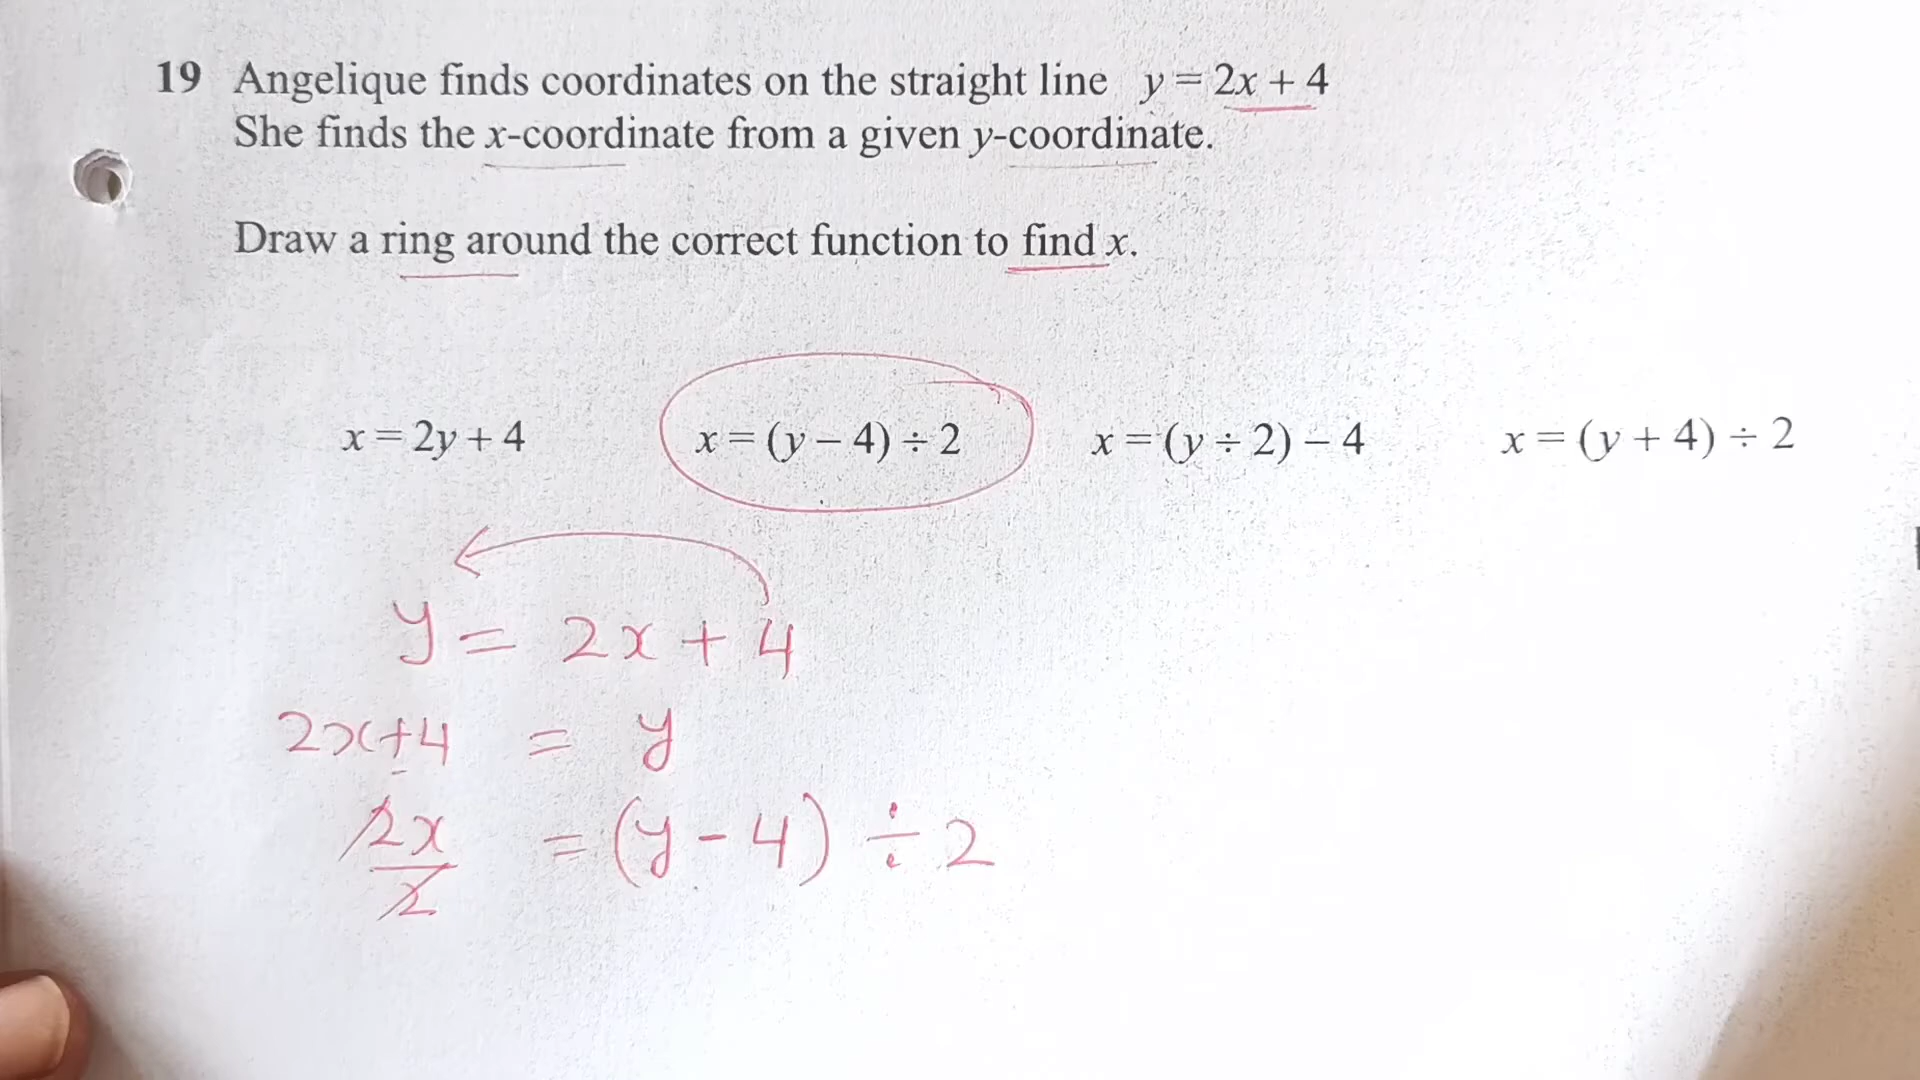 19 Angelique finds coordinates on the straight line y = 2x + 4
She finds the x-coordinate from a given y-coordinate.
Draw a ring around the correct function to find x.
x = 2y + 4 x = (y – 4) ÷ 2 x = (y ÷ 2) – 4 x = (y + 4) ÷ 2
y = 2x + 4
2x+4 = y
2x/2 = (y - 4) ÷ 2